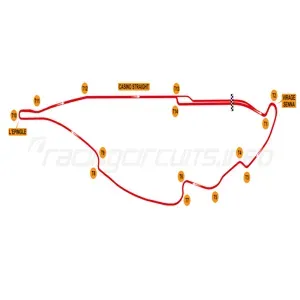 CASINO STRAIGHT
T12
T13
T2
VIRAGE
SENNA
T11
T14
T10
T1
L'EPINGLE
racingcircuits.info
T9
T4
T3
T8
T6
T7
T5